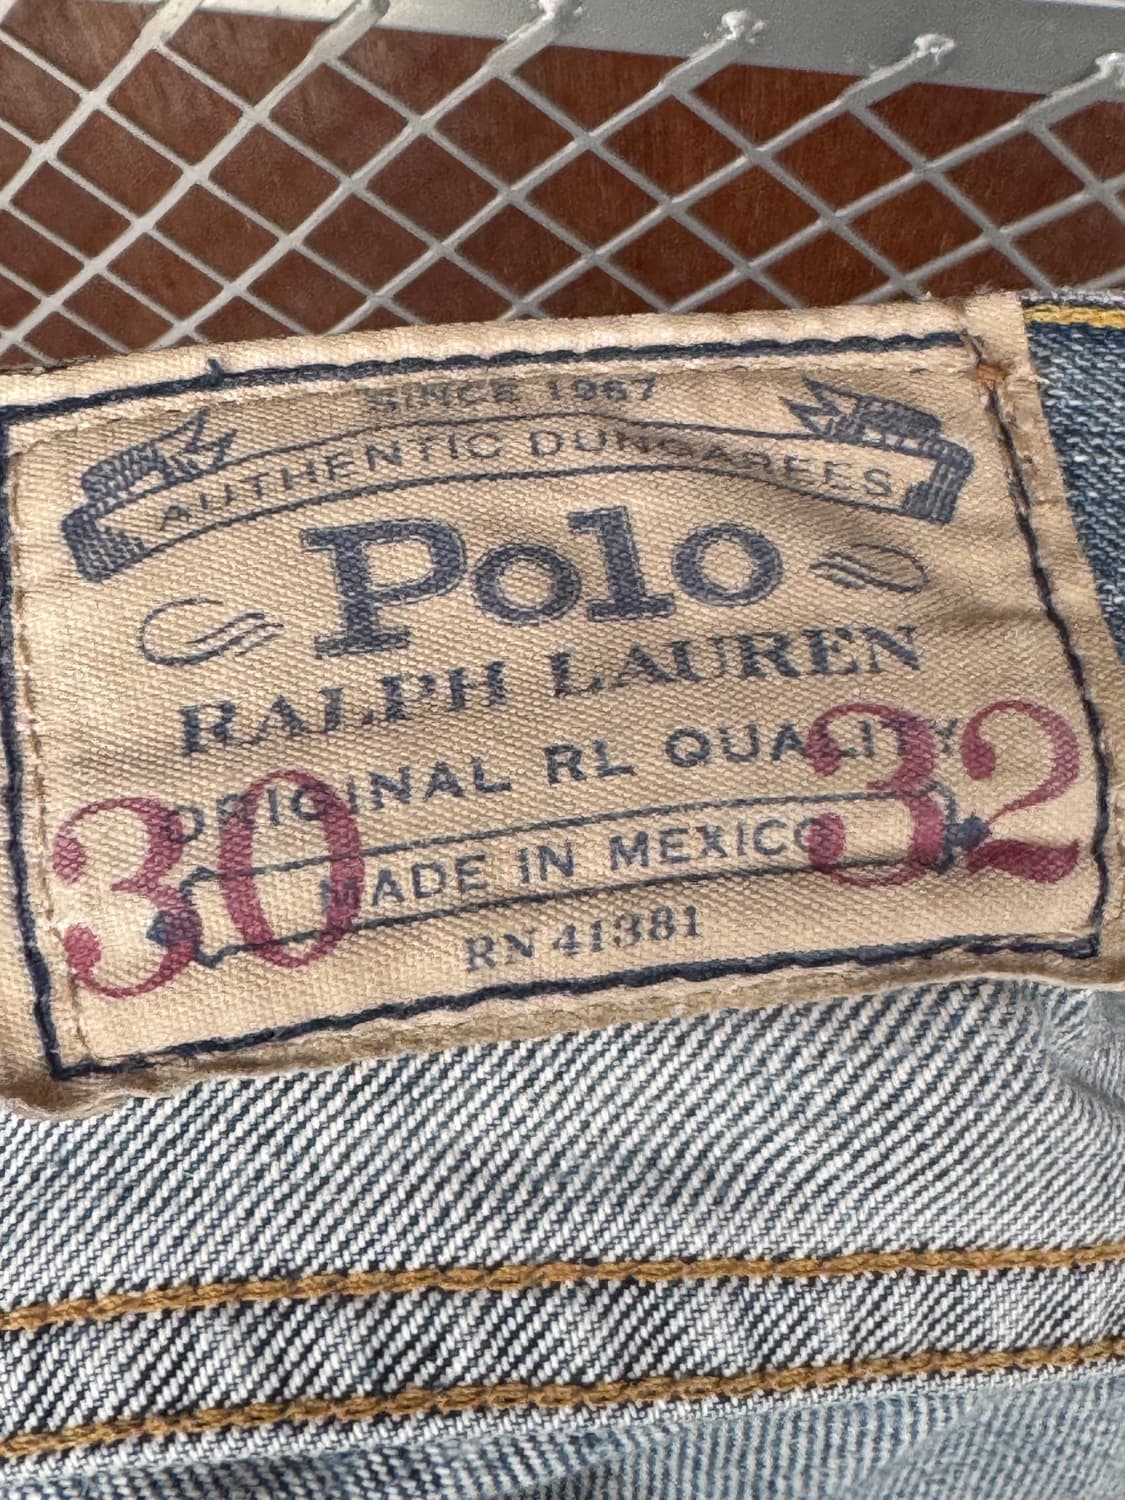 SINCE 1967
AUTHENTIC DUNGAREES
Polo
RALPH LAUREN
ORIGINAL RL QUALITY
30 32
MADE IN MEXICO
RN 41381